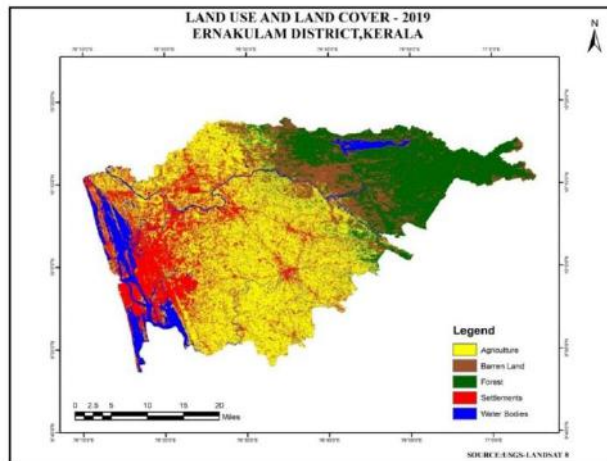 LAND USE AND LAND COVER - 2019
ERNAKULAM DISTRICT,KERALA
N
Legend
Agriculture
Barren Land
Forest
Settlements
Water Bodies
0 2.5 5 10 15 20
Miles
SOURCE:USGS-LANDSAT 8